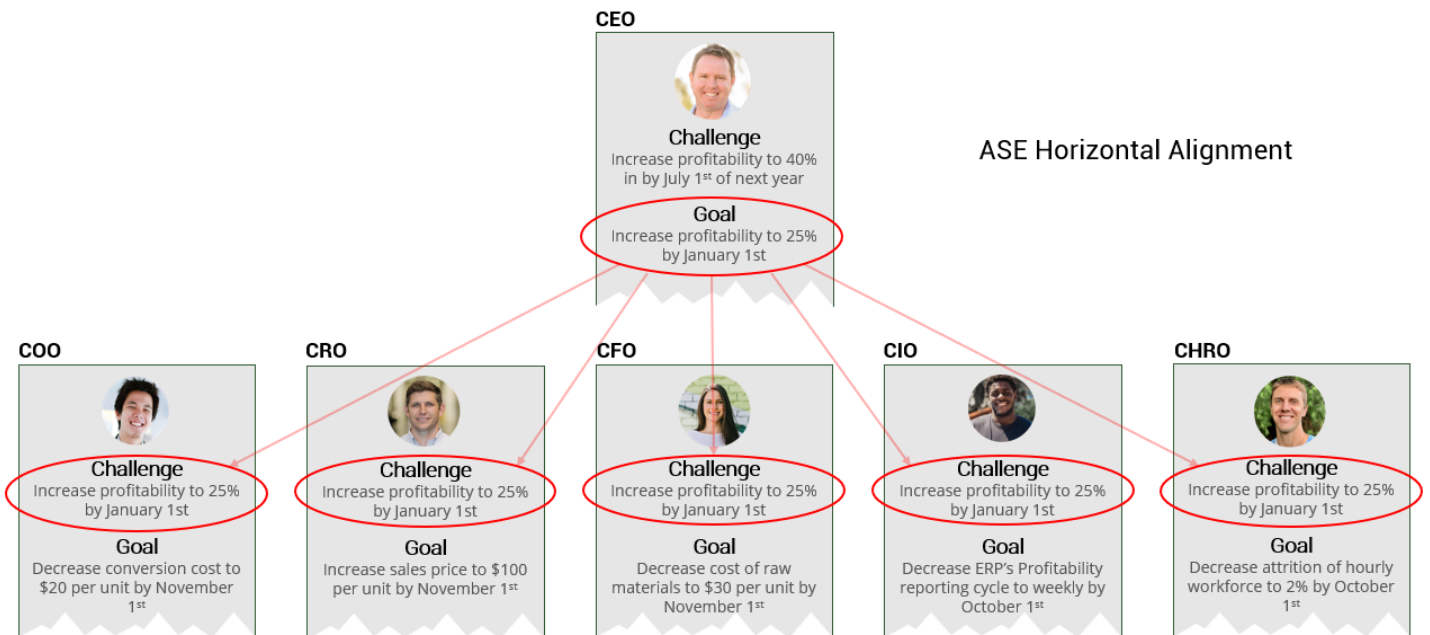 CEO
Challenge
Increase profitability to 40%
in by July 1st of next year
Goal
Increase profitability to 25%
by January 1st
ASE Horizontal Alignment
COO
Challenge
Increase profitability to 25%
by January 1st
Goal
Decrease conversion cost to
$20 per unit by November
1st
CRO
Challenge
Increase profitability to 25%
by January 1st
Goal
Increase sales price to $100
per unit by November 1st
CFO
Challenge
Increase profitability to 25%
by January 1st
Goal
Decrease cost of raw
materials to $30 per unit by
November 1st
CIO
Challenge
Increase profitability to 25%
by January 1st
Goal
Decrease ERP's Profitability
reporting cycle to weekly by
October 1st
CHRO
Challenge
Increase profitability to 25%
by January 1st
Goal
Decrease attrition of hourly
workforce to 2% by October
1st